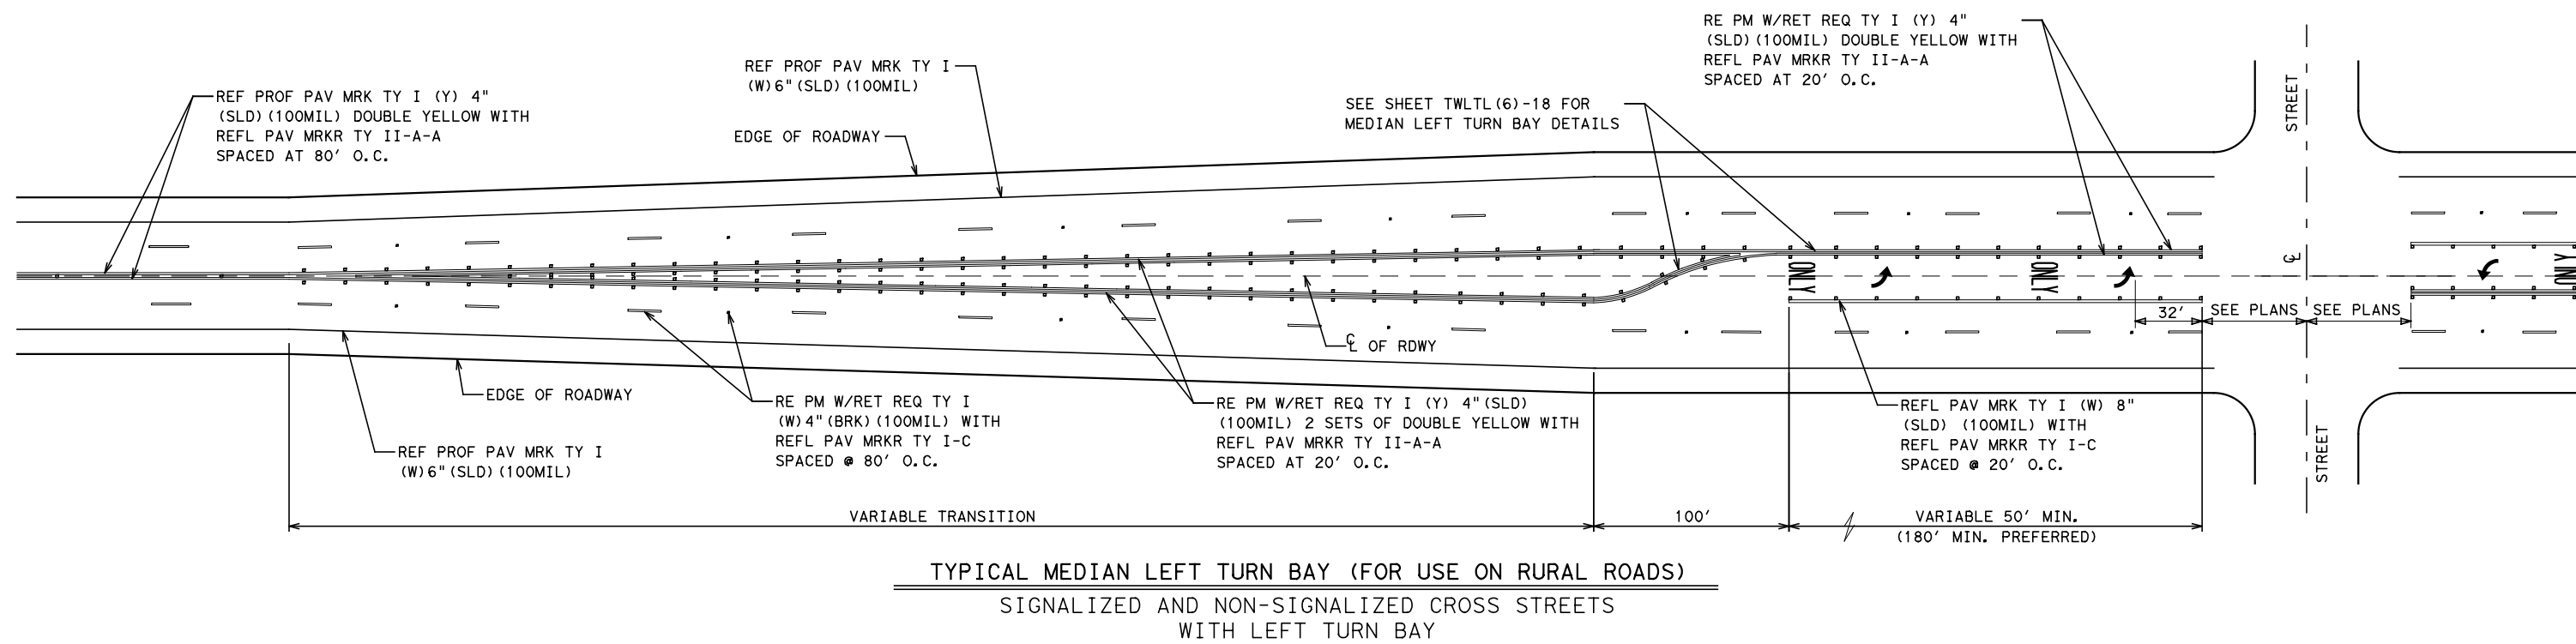 RE PM W/RET REQ TY I (Y) 4"
(SLD)(100MIL) DOUBLE YELLOW WITH
REFL PAV MRKR TY II-A-A
SPACED AT 20' O.C.
REF PROF PAV MRK TY I
(W)6"(SLD)(100MIL)
REF PROF PAV MRK TY I (Y) 4"
(SLD)(100MIL) DOUBLE YELLOW WITH
REFL PAV MRKR TY II-A-A
SPACED AT 80' O.C.
EDGE OF ROADWAY
SEE SHEET TWLTL(6)-18 FOR
MEDIAN LEFT TURN BAY DETAILS
STREET
℄
ONLY
ONLY
ONLY
32'
SEE PLANS
SEE PLANS
℄ OF RDWY
EDGE OF ROADWAY
REF PROF PAV MRK TY I
(W)6"(SLD)(100MIL)
RE PM W/RET REQ TY I
(W)4"(BRK)(100MIL) WITH
REFL PAV MRKR TY I-C
SPACED @ 80' O.C.
RE PM W/RET REQ TY I (Y) 4"(SLD)
(100MIL) 2 SETS OF DOUBLE YELLOW WITH
REFL PAV MRKR TY II-A-A
SPACED AT 20' O.C.
REFL PAV MRK TY I (W) 8"
(SLD) (100MIL) WITH
REFL PAV MRKR TY I-C
SPACED @ 20' O.C.
STREET
VARIABLE TRANSITION
100'
VARIABLE 50' MIN.
(180' MIN. PREFERRED)
TYPICAL MEDIAN LEFT TURN BAY (FOR USE ON RURAL ROADS)
SIGNALIZED AND NON-SIGNALIZED CROSS STREETS
WITH LEFT TURN BAY